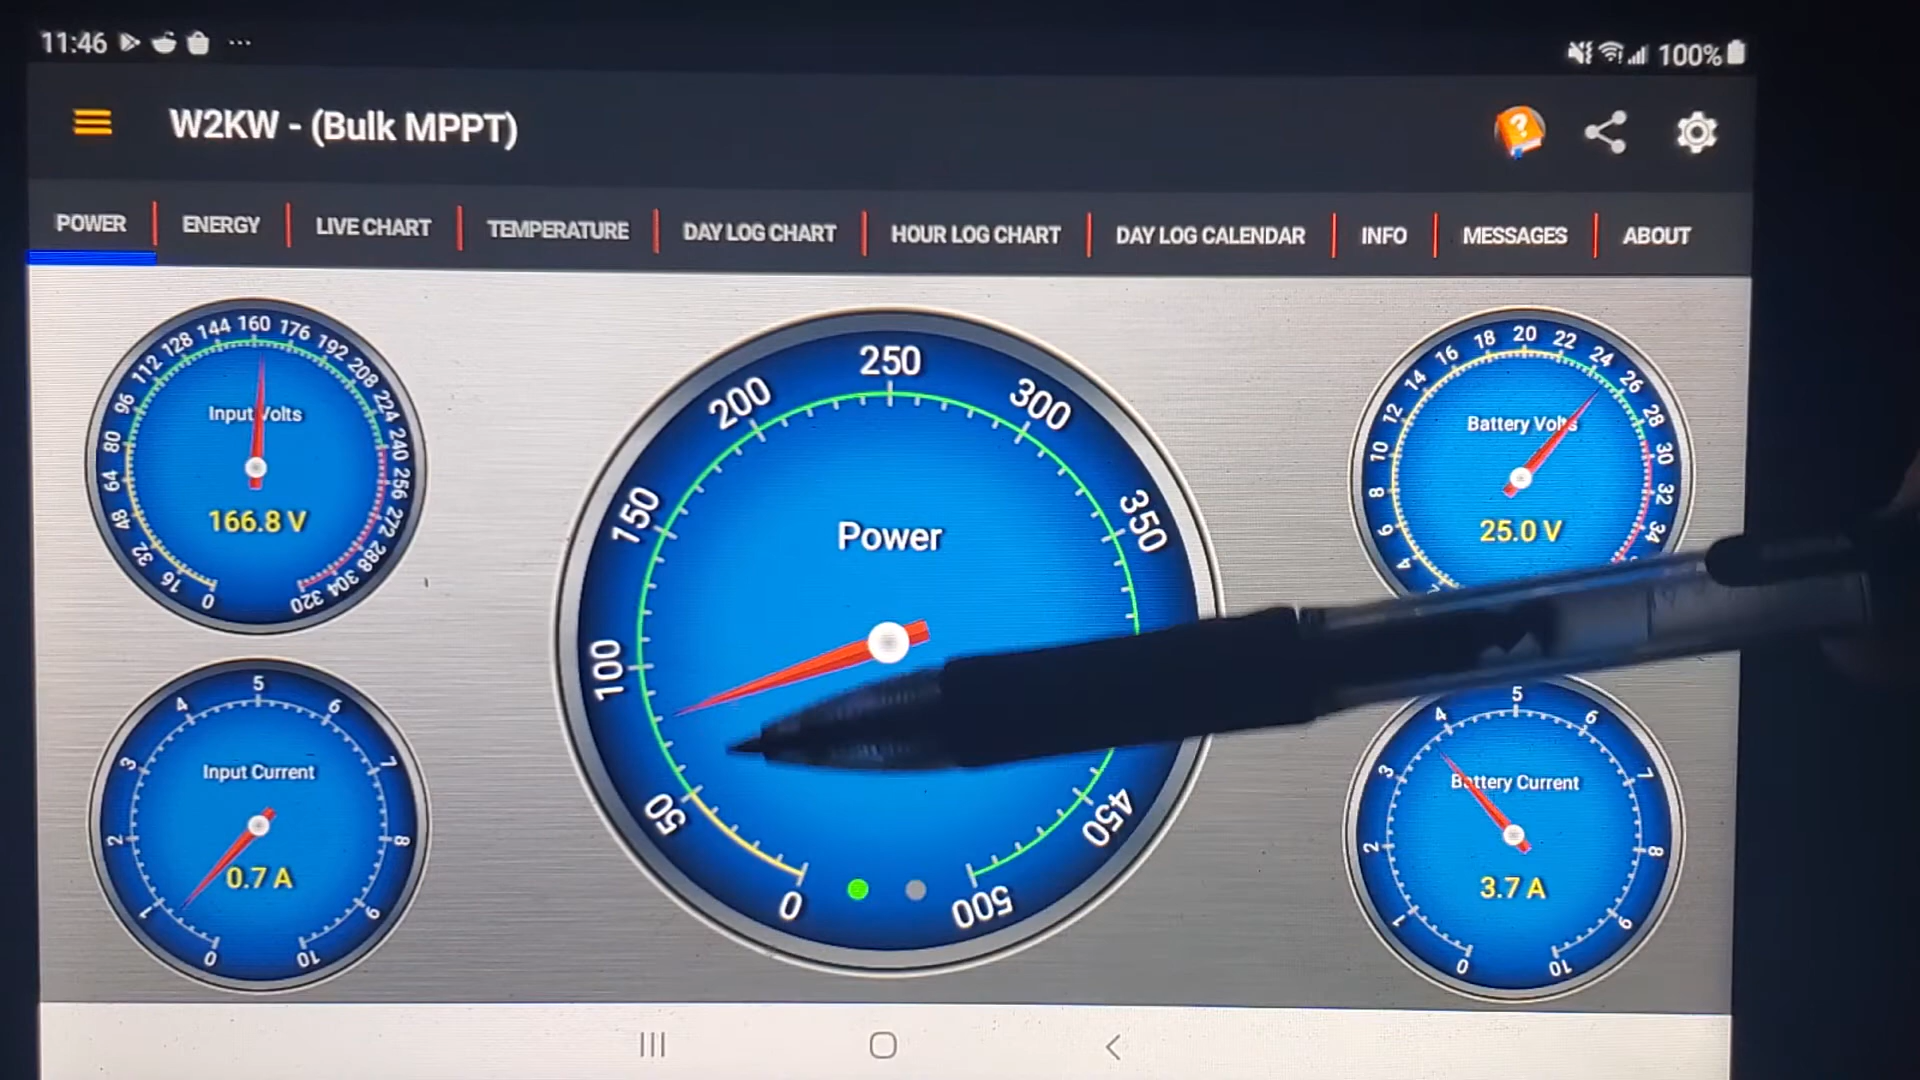 11:46
100%
W2KW - (Bulk MPPT)
POWER
ENERGY
LIVE CHART
TEMPERATURE
DAY LOG CHART
HOUR LOG CHART
DAY LOG CALENDAR
INFO
MESSAGES
ABOUT
0 16 32 48 64 80 96 112 128 144 160 176 192 208 224 240 256 272 288 304 320
Input Volts
166.8 V
0 1 2 3 4 5 6 7 8 9 10
Input Current
0.7 A
0 50 100 150 200 250 300 350 450 500
Power
4 6 8 10 12 14 16 18 20 22 24 26 28 30 32 34
Battery Volts
25.0 V
0 1 2 3 4 5 6 7 8 9 10
Battery Current
3.7 A